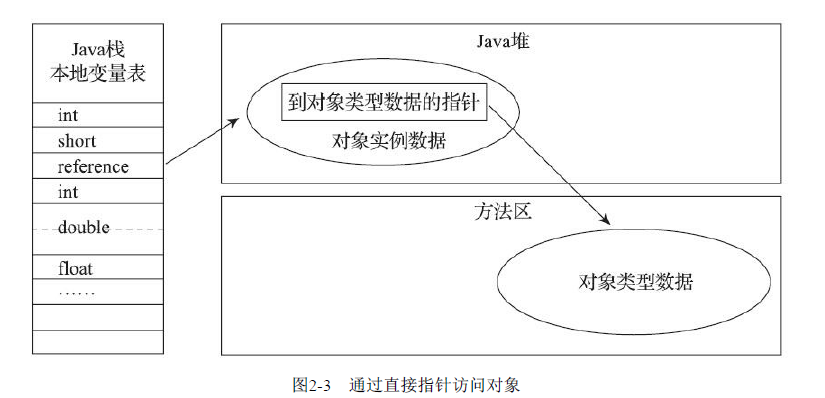 Java栈
本地变量表
int
short
reference
int
double
float
……
Java堆
到对象类型数据的指针
对象实例数据
方法区
对象类型数据
图2-3 通过直接指针访问对象